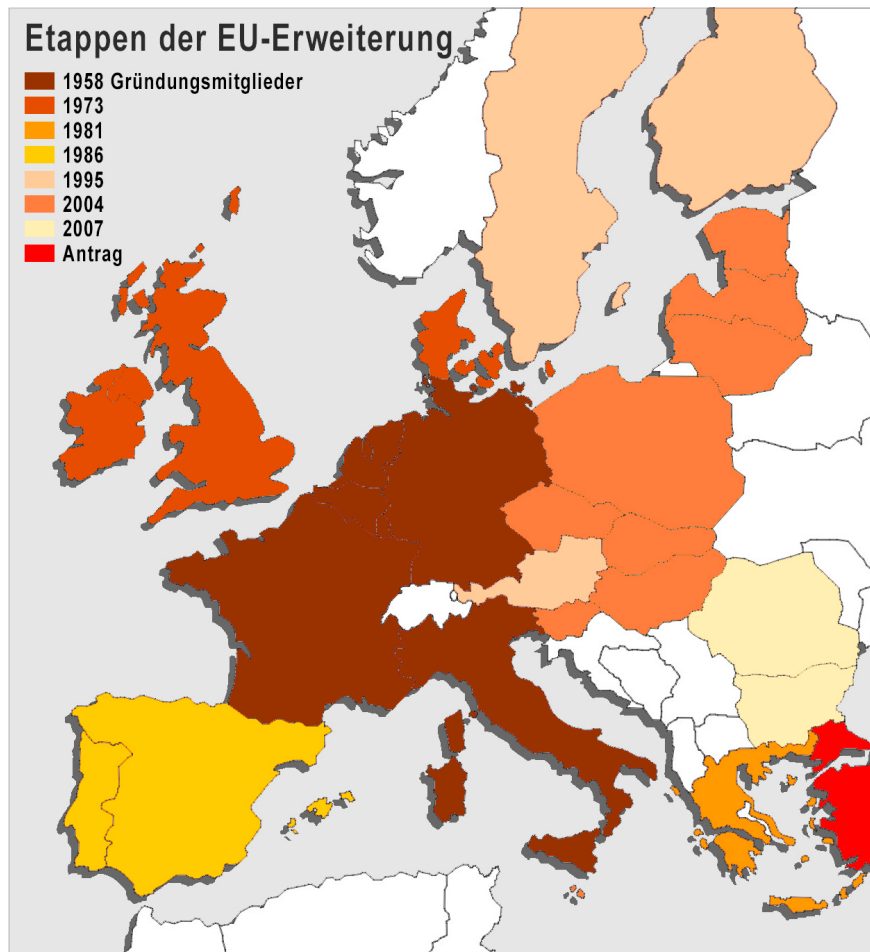 Etappen der EU-Erweiterung
1958 Gründungsmitglieder
1973
1981
1986
1995
2004
2007
Antrag